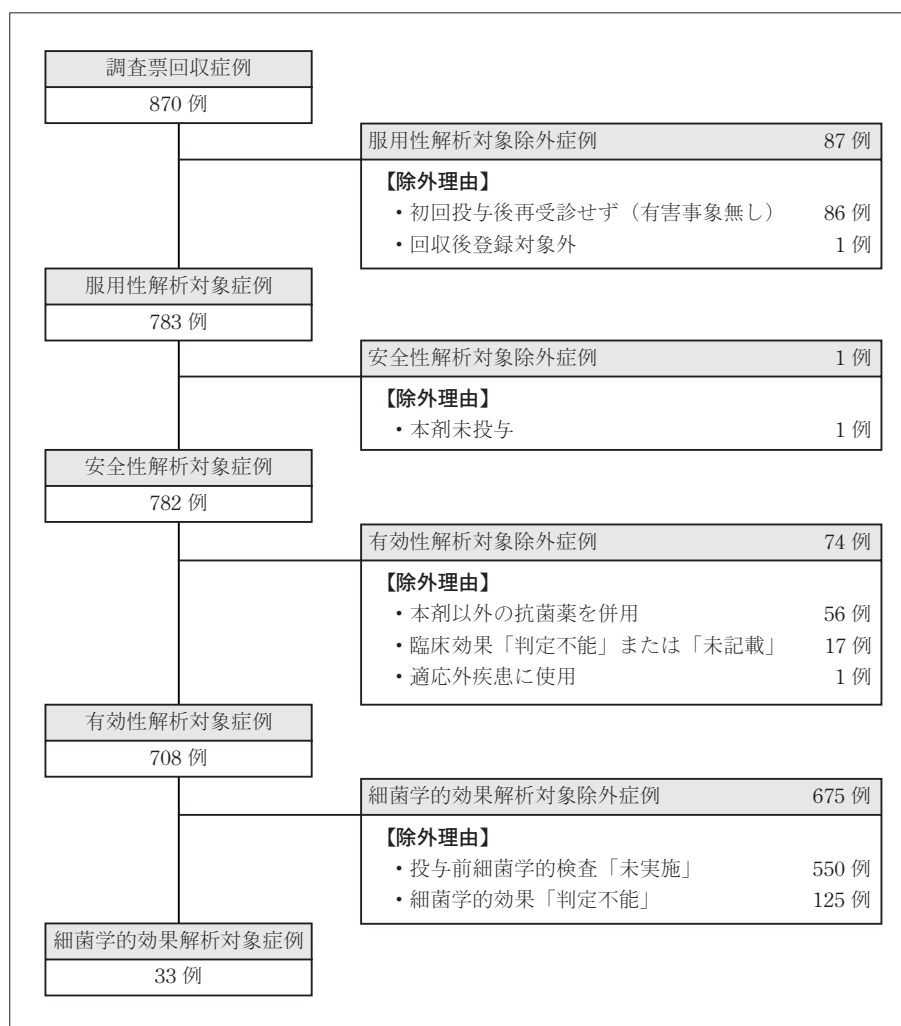 調査票回収症例
870 例
服用性解析対象除外症例 87 例
【除外理由】
・初回投与後再受診せず（有害事象無し） 86 例
・回収後登録対象外 1 例
服用性解析対象症例
783 例
安全性解析対象除外症例 1 例
【除外理由】
・本剤未投与 1 例
安全性解析対象症例
782 例
有効性解析対象除外症例 74 例
【除外理由】
・本剤以外の抗菌薬を併用 56 例
・臨床効果「判定不能」または「未記載」 17 例
・適応外疾患に使用 1 例
有効性解析対象症例
708 例
細菌学的効果解析対象除外症例 675 例
【除外理由】
・投与前細菌学的検査「未実施」 550 例
・細菌学的効果「判定不能」 125 例
細菌学的効果解析対象症例
33 例